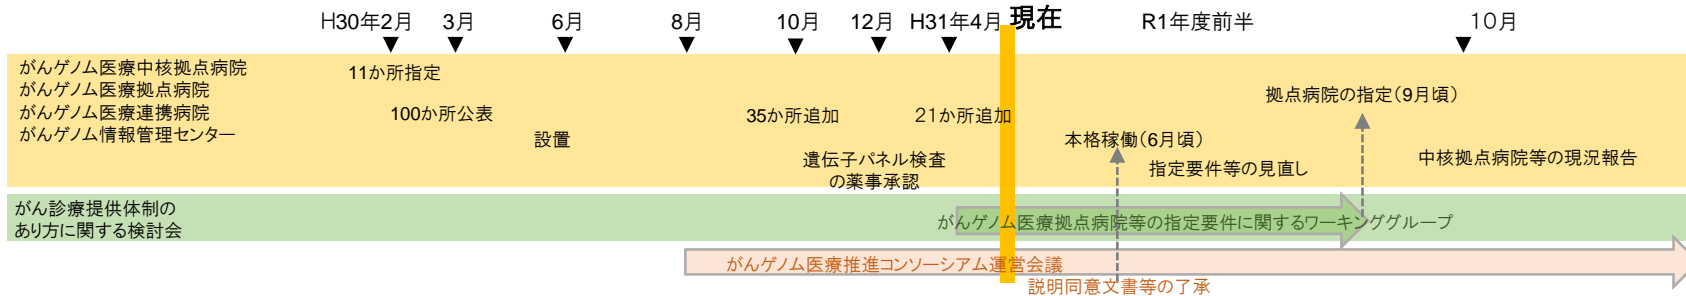 H30年2月 3月 6月 8月 10月 12月 H31年4月 現在 R1年度前半 10月
がんゲノム医療中核拠点病院 11か所指定
がんゲノム医療拠点病院 拠点病院の指定(9月頃)
がんゲノム医療連携病院 100か所公表 35か所追加 21か所追加
がんゲノム情報管理センター 設置 本格稼働(6月頃)
遺伝子パネル検査
の薬事承認
指定要件等の見直し
中核拠点病院等の現況報告
がん診療提供体制の
あり方に関する検討会
がんゲノム医療拠点病院等の指定要件に関するワーキンググループ
がんゲノム医療推進コンソーシアム運営会議
説明同意文書等の了承